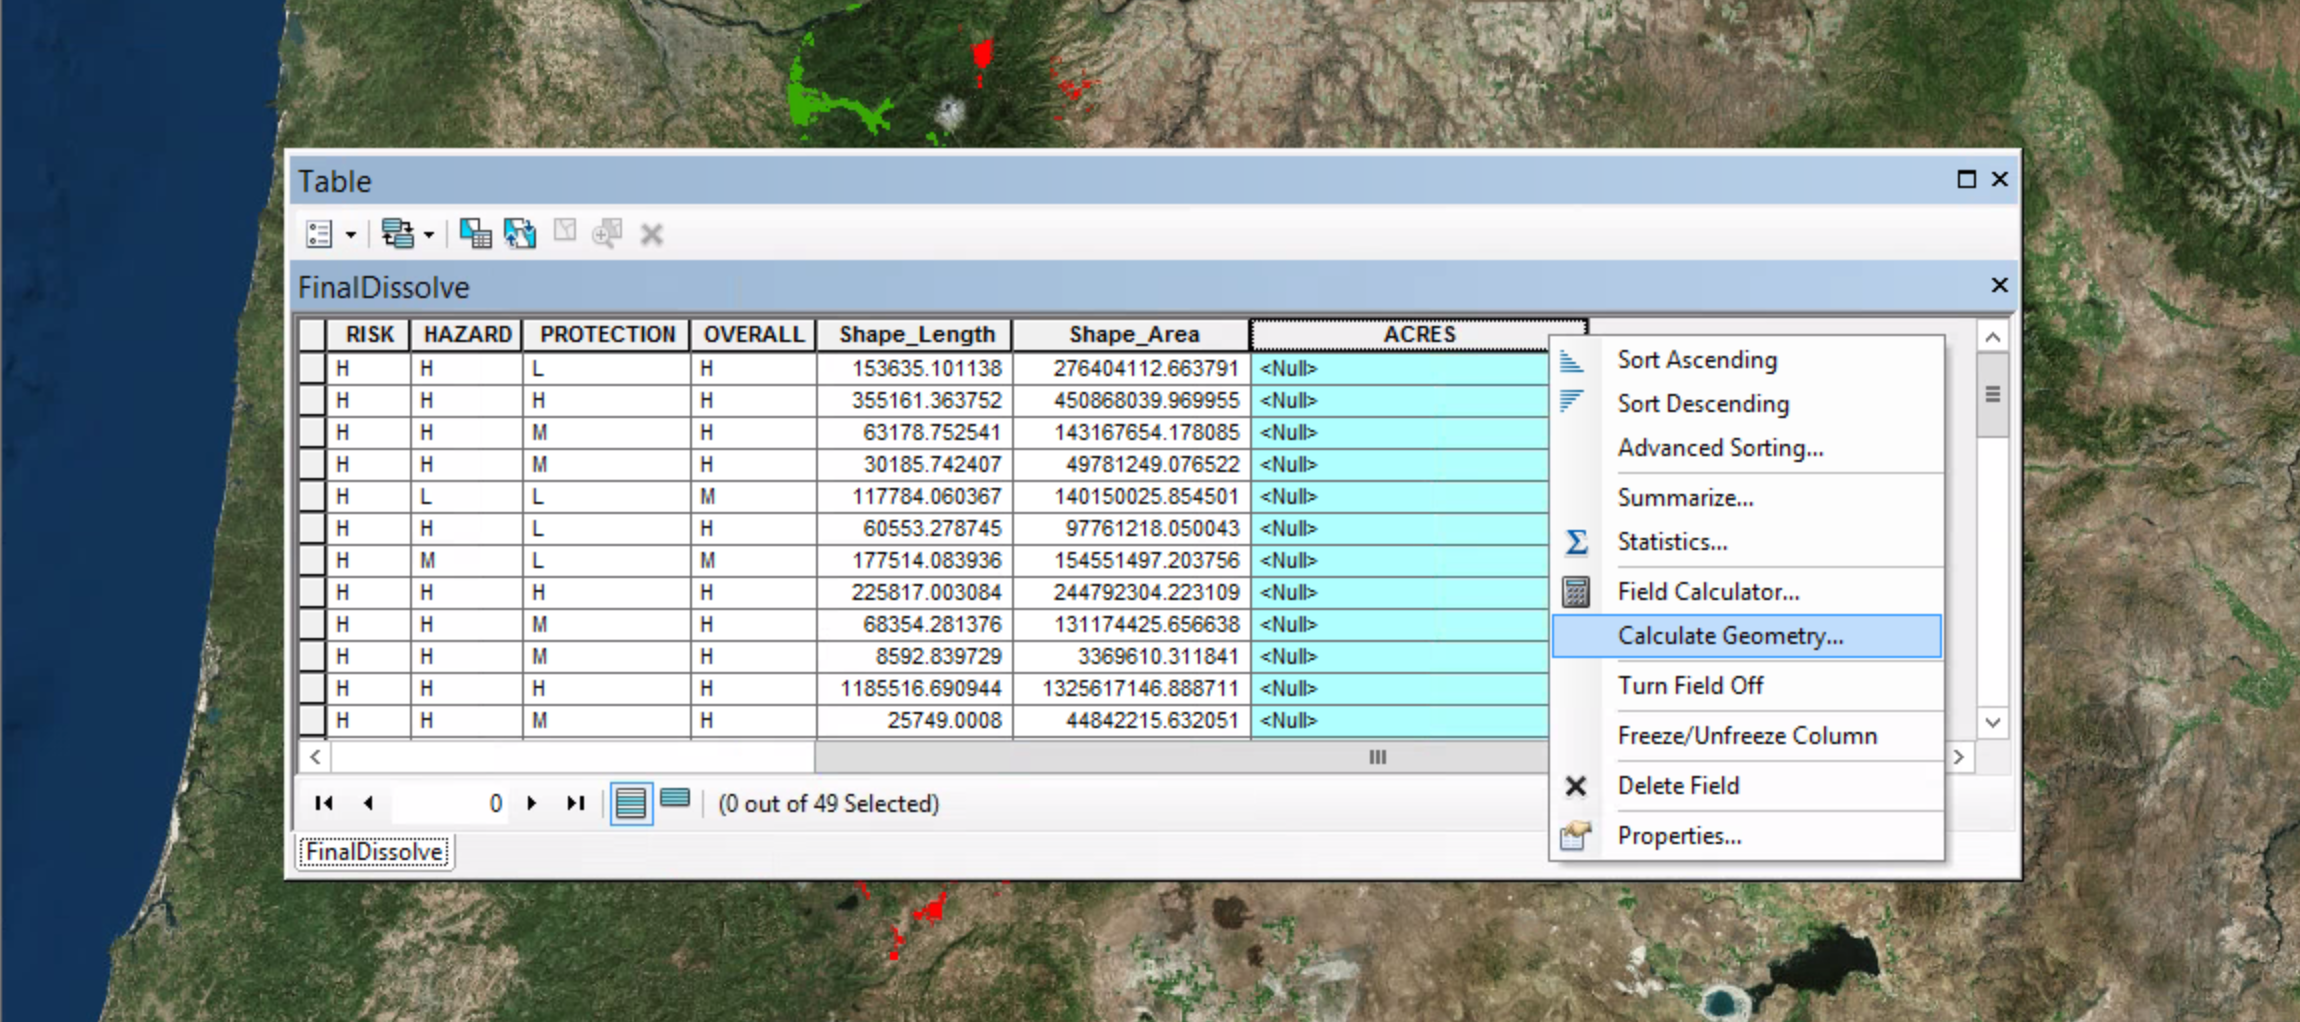 Table
FinalDissolve
RISK HAZARD PROTECTION OVERALL Shape_Length Shape_Area ACRES
H H L H 153635.101138 276404112.663791 <Null>
H H H H 355161.363752 450868039.969955 <Null>
H H M H 63178.752541 143167654.178085 <Null>
H H M H 30185.742407 49781249.076522 <Null>
H L L M 117784.060367 140150025.854501 <Null>
H H L H 60553.278745 97761218.050043 <Null>
H M L M 177514.083936 154551497.203756 <Null>
H H H H 225817.003084 244792304.223109 <Null>
H H M H 68354.281376 131174425.656638 <Null>
H H M H 8592.839729 3369610.311841 <Null>
H H H H 1185516.690944 1325617146.888711 <Null>
H H M H 25749.0008 44842215.632051 <Null>
Sort Ascending
Sort Descending
Advanced Sorting...
Summarize...
Statistics...
Field Calculator...
Calculate Geometry...
Turn Field Off
Freeze/Unfreeze Column
Delete Field
Properties...
0 (0 out of 49 Selected)
FinalDissolve